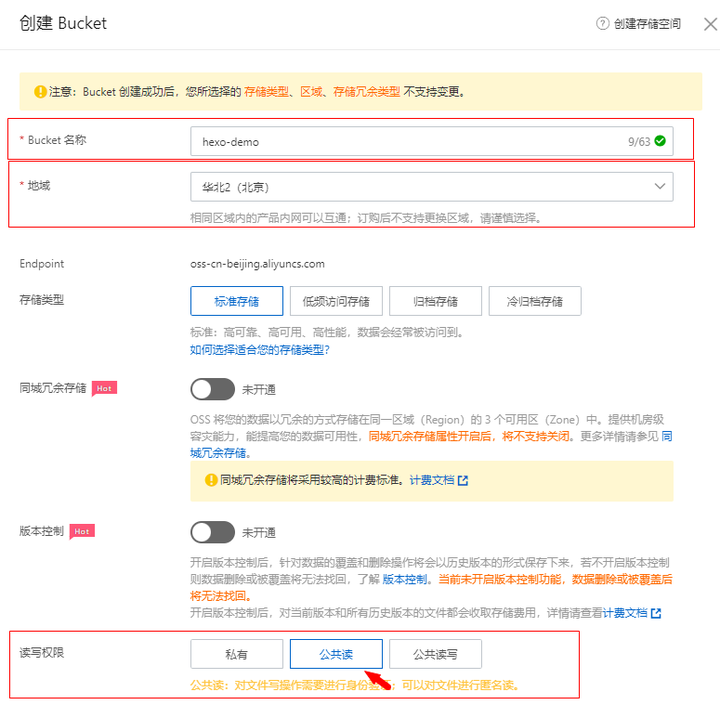 创建 Bucket
创建存储空间
注意：Bucket 创建成功后，您所选择的 存储类型、区域、存储冗余类型 不支持变更。
* Bucket 名称
hexo-demo
9/63
* 地域
华北2（北京）
相同区域内的产品内网可以互通；订购后不支持更换区域，请谨慎选择。
Endpoint
oss-cn-beijing.aliyuncs.com
存储类型
标准存储
低频访问存储
归档存储
冷归档存储
标准：高可靠、高可用、高性能，数据会经常被访问到。
如何选择适合您的存储类型?
同城冗余存储
Hot
未开通
OSS 将您的数据以冗余的方式存储在同一区域（Region）的 3 个可用区（Zone）中。提供机房级
容灾能力，能提高您的数据可用性，同城冗余存储属性开启后，将不支持关闭。更多详情请参见 同
城冗余存储。
同城冗余存储将采用较高的计费标准。计费文档
版本控制
Hot
未开通
开启版本控制后，针对数据的覆盖和删除操作将会以历史版本的形式保存下来，若不开启版本控制
则数据删除或被覆盖将无法找回，了解 版本控制。当前未开启版本控制功能，数据删除或被覆盖后
将无法找回。
开启版本控制后，对当前版本和所有历史版本的文件都会收取存储费用，详情请查看计费文档
读写权限
私有
公共读
公共读写
公共读：对文件写操作需要进行身份；可以对文件进行匿名读。